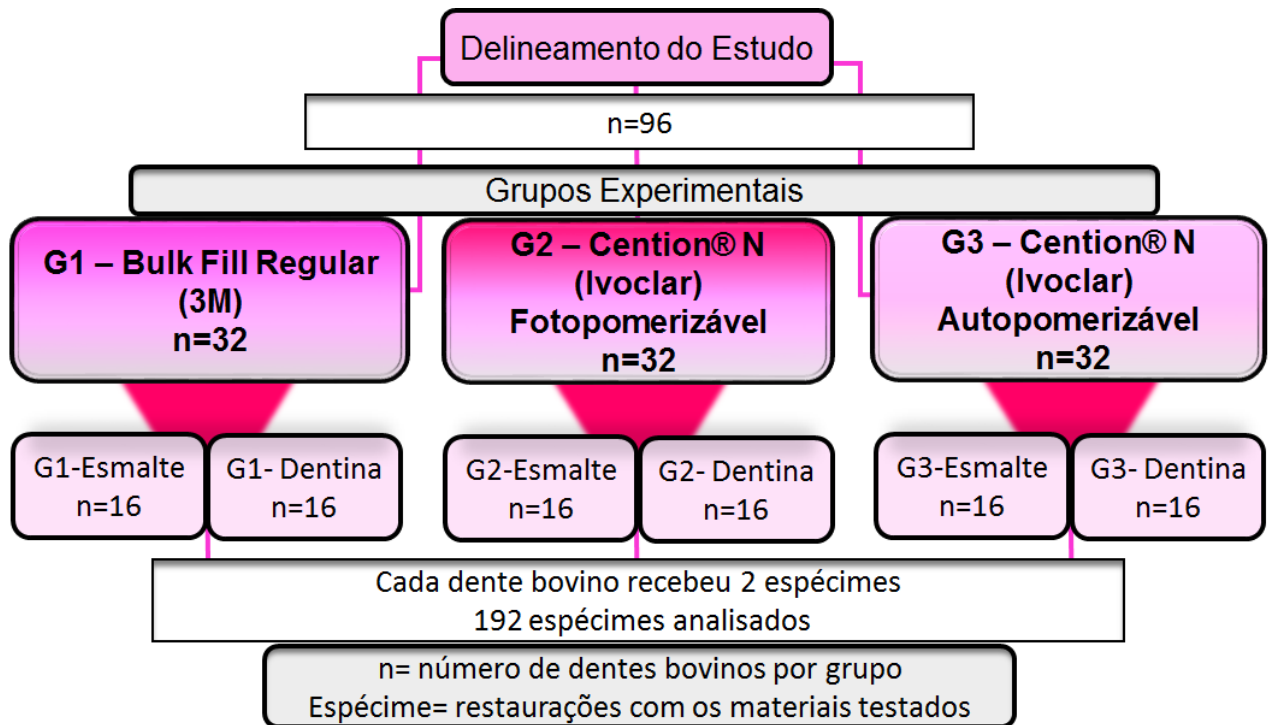 Delineamento do Estudo
n=96
Grupos Experimentais
G1 – Bulk Fill Regular
(3M)
n=32
G2 – Cention® N
(Ivoclar)
Fotopomerizável
n=32
G3 – Cention® N
(Ivoclar)
Autopomerizável
n=32
G1-Esmalte
n=16
G1- Dentina
n=16
G2-Esmalte
n=16
G2- Dentina
n=16
G3-Esmalte
n=16
G3- Dentina
n=16
Cada dente bovino recebeu 2 espécimes
192 espécimes analisados
n= número de dentes bovinos por grupo
Espécime= restaurações com os materiais testados